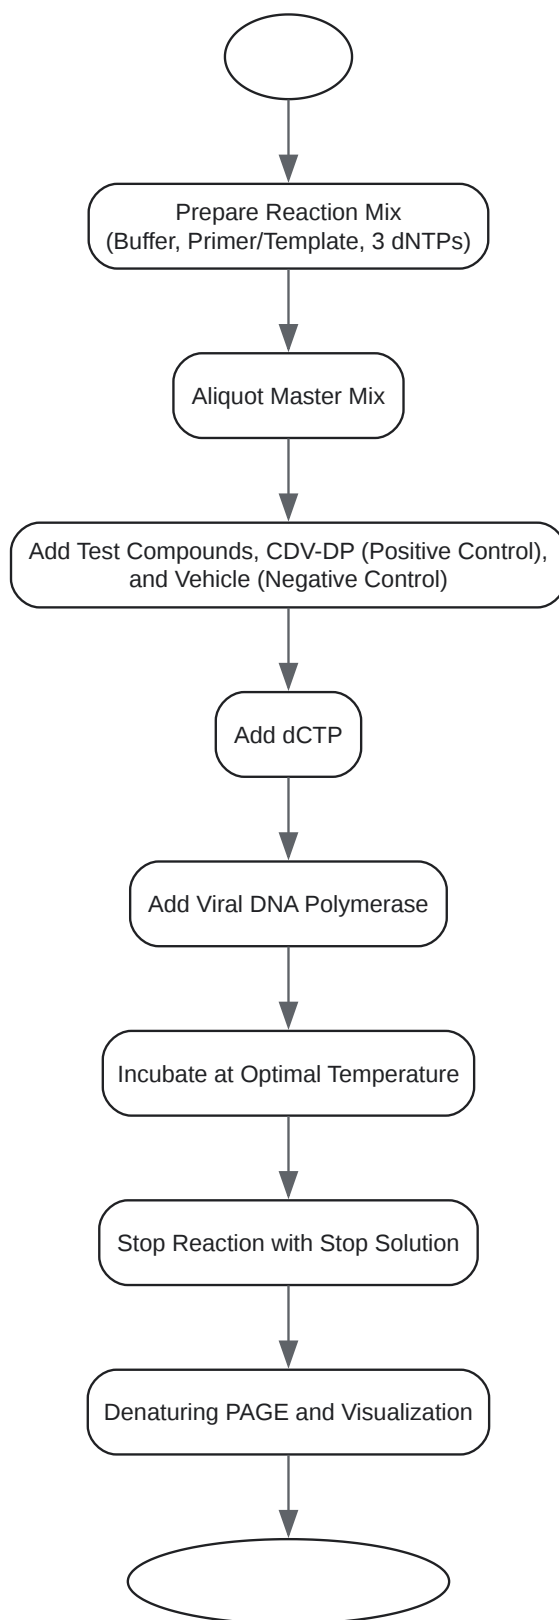 Prepare Reaction Mix
(Buffer, Primer/Template, 3 dNTPs)
Aliquot Master Mix
Add Test Compounds, CDV-DP (Positive Control),
and Vehicle (Negative Control)
Add dCTP
Add Viral DNA Polymerase
Incubate at Optimal Temperature
Stop Reaction with Stop Solution
Denaturing PAGE and Visualization